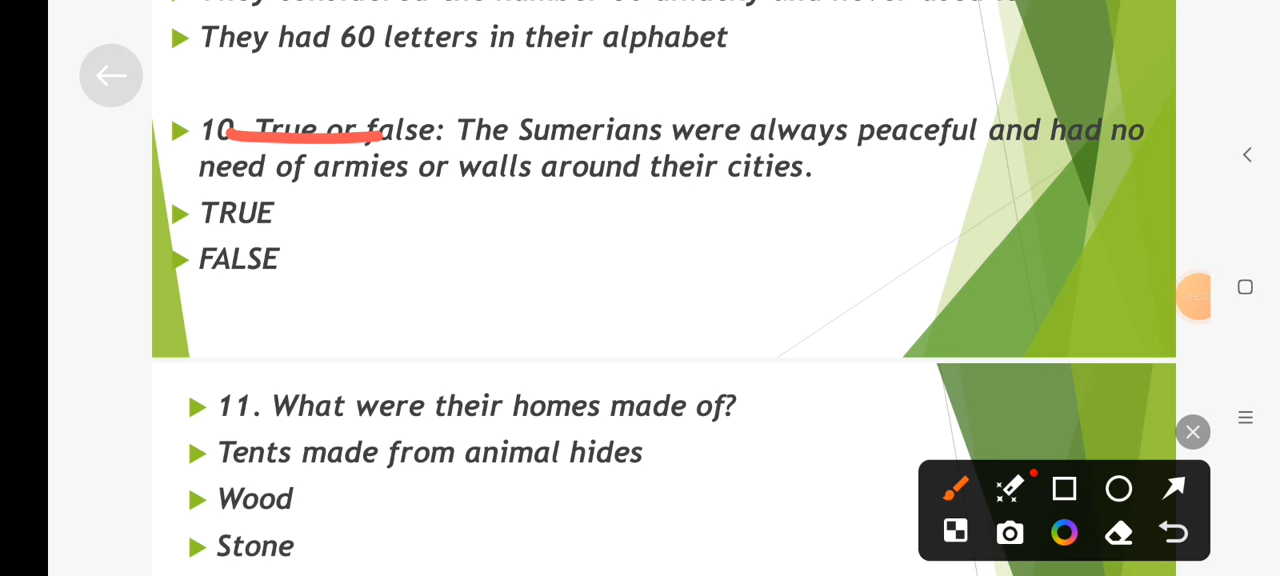 They had 60 letters in their alphabet
10. True or false: The Sumerians were always peaceful and had no
need of armies or walls around their cities.
TRUE
FALSE
11. What were their homes made of?
Tents made from animal hides
Wood
Stone